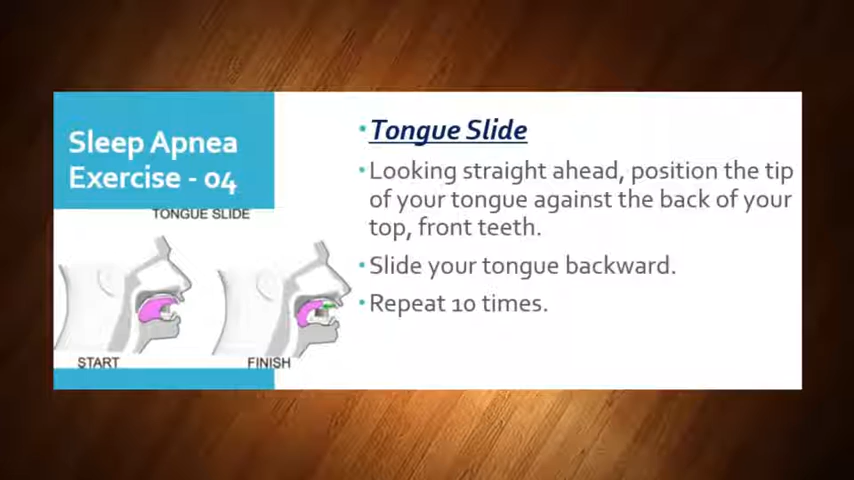 Sleep Apnea
Exercise - 04
TONGUE SLIDE
START
FINISH
•Tongue Slide
•Looking straight ahead, position the tip
of your tongue against the back of your
top, front teeth.
•Slide your tongue backward.
•Repeat 10 times.